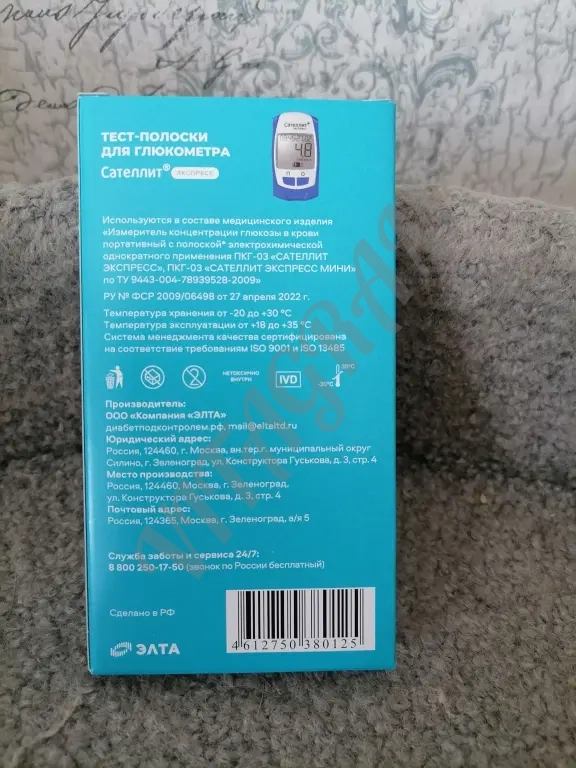 ТЕСТ-ПОЛОСКИ
ДЛЯ ГЛЮКОМЕТРА
Сателлит® ЭКСПРЕСС
Сателлит+
4.8
Используются в составе медицинского изделия
«Измеритель концентрации глюкозы в крови
портативный с полоской* электрохимической
однократного применения ПКГ-03 «САТЕЛЛИТ
ЭКСПРЕСС», ПКГ-03 «САТЕЛЛИТ ЭКСПРЕСС МИНИ»
по ТУ 9443-004-78939528-2009»
РУ № ФСР 2009/06498 от 27 апреля 2022 г.
Температура хранения от -20 до +30 °С
Температура эксплуатации от +18 до +35 °С
Система менеджмента качества сертифицирована
на соответствие требованиям ISO 9001 и ISO 13485
НЕТОКСИЧНО
ВНУТРИ
IVD
Производитель:
ООО «Компания «ЭЛТА»
диабетподконтролем.рф, mail@eltaltd.ru
Юридический адрес:
Россия, 124460, г. Москва, вн.тер.г. муниципальный округ
Силино, г. Зеленоград, ул. Конструктора Гуськова, д. 3, стр. 4
Место производства:
Россия, 124460, Москва, г. Зеленоград,
ул. Конструктора Гуськова, д. 3, стр. 4
Почтовый адрес:
Россия, 124365, Москва, г. Зеленоград, а/я 5
Служба заботы и сервиса 24/7:
8 800 250-17-50 (звонок по России бесплатный)
Сделано в РФ
ЭЛТА
4612750380125